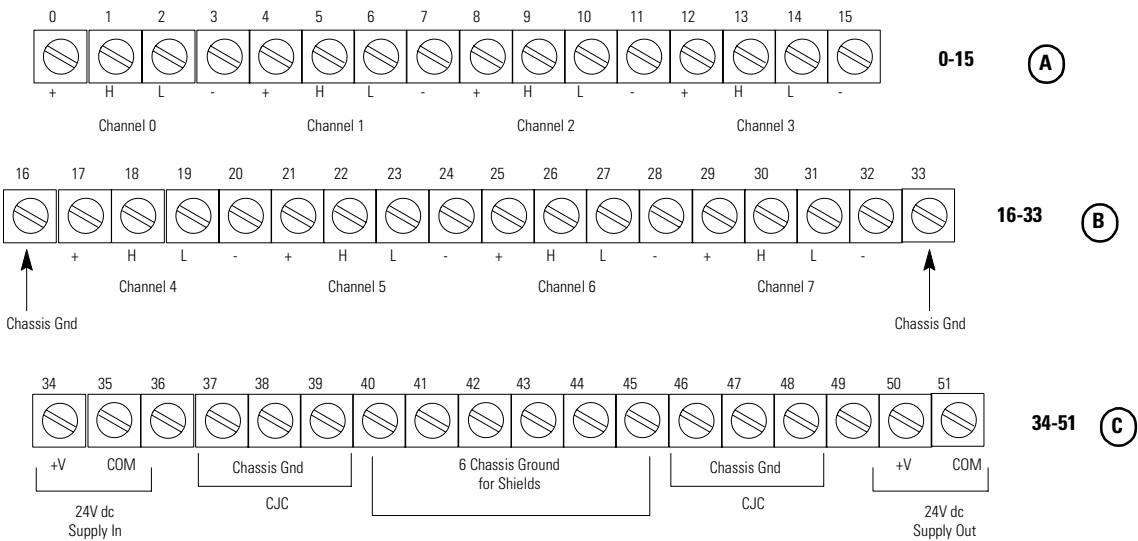 0 1 2 3 4 5 6 7 8 9 10 11 12 13 14 15
0-15 A
+ H L - + H L - + H L - + H L -
Channel 0 Channel 1 Channel 2 Channel 3
16 17 18 19 20 21 22 23 24 25 26 27 28 29 30 31 32 33
16-33 B
+ H L - + H L - + H L - + H L -
Channel 4 Channel 5 Channel 6 Channel 7
Chassis Gnd Chassis Gnd
34 35 36 37 38 39 40 41 42 43 44 45 46 47 48 49 50 51
34-51 C
+V COM Chassis Gnd 6 Chassis Ground Chassis Gnd +V COM
for Shields
CJC CJC
24V dc 24V dc
Supply In Supply Out